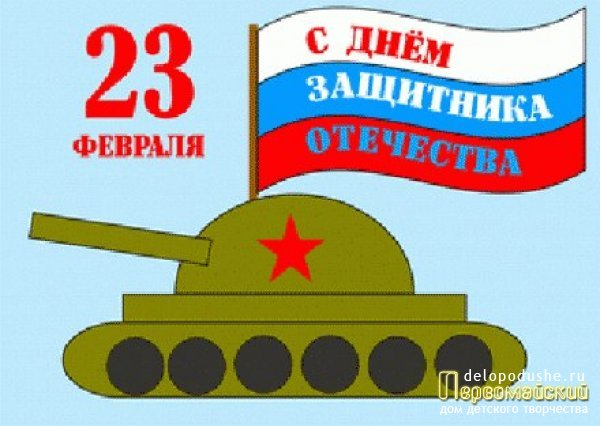 23
ФЕВРАЛЯ
С ДНЁМ
ЗАЩИТНИКА
ОТЕЧЕСТВА
delopodushe.ru
Первомайский
дом детского творчества